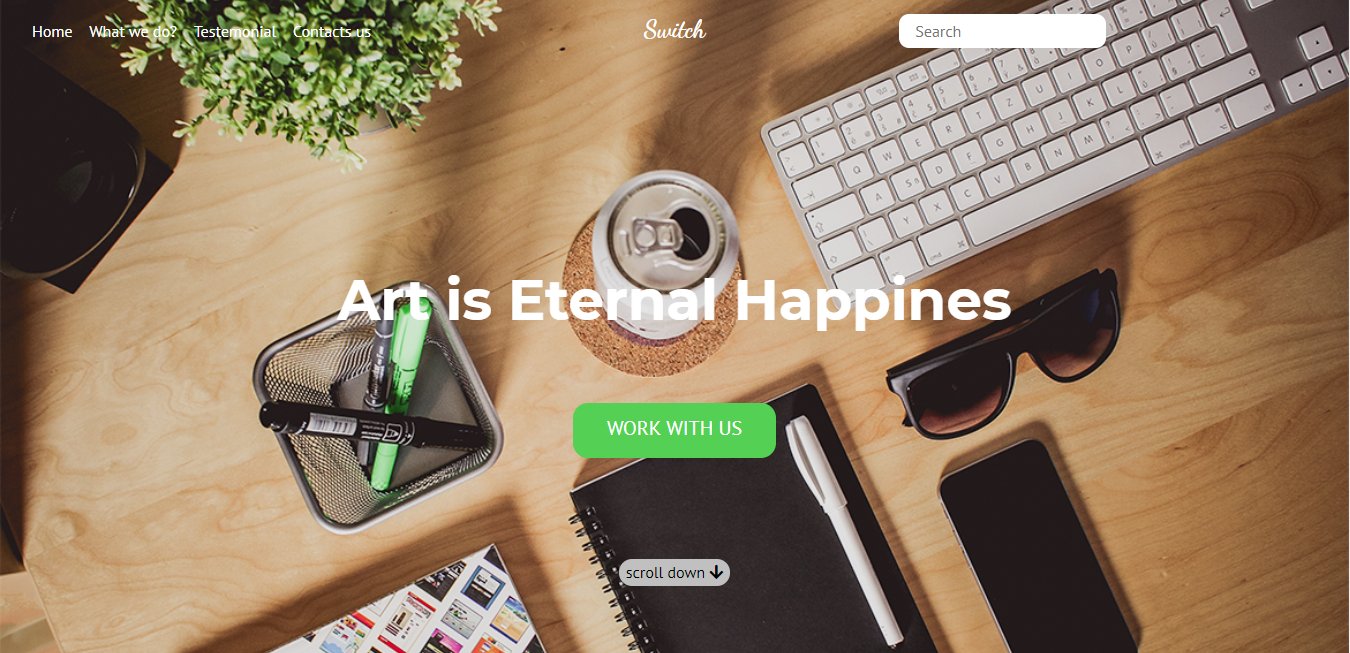 Home What we do? Testemonial Contacts us
Switch
Search
Art is Eternal Happines
WORK WITH US
scroll down